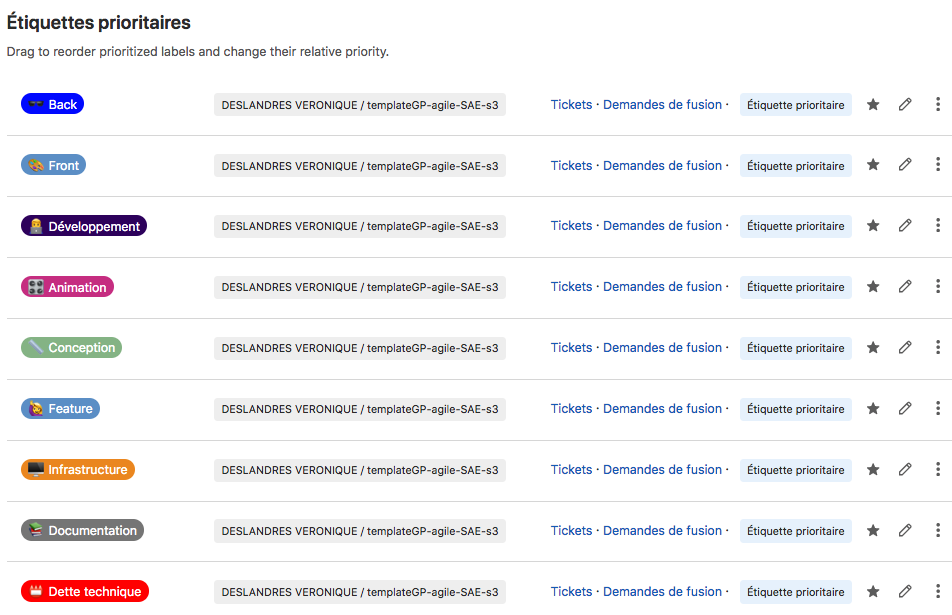 Étiquettes prioritaires
Drag to reorder prioritized labels and change their relative priority.
Back DESLANDRES VERONIQUE / templateGP-agile-SAE-s3 Tickets · Demandes de fusion · Étiquette prioritaire
Front DESLANDRES VERONIQUE / templateGP-agile-SAE-s3 Tickets · Demandes de fusion · Étiquette prioritaire
Développement DESLANDRES VERONIQUE / templateGP-agile-SAE-s3 Tickets · Demandes de fusion · Étiquette prioritaire
Animation DESLANDRES VERONIQUE / templateGP-agile-SAE-s3 Tickets · Demandes de fusion · Étiquette prioritaire
Conception DESLANDRES VERONIQUE / templateGP-agile-SAE-s3 Tickets · Demandes de fusion · Étiquette prioritaire
Feature DESLANDRES VERONIQUE / templateGP-agile-SAE-s3 Tickets · Demandes de fusion · Étiquette prioritaire
Infrastructure DESLANDRES VERONIQUE / templateGP-agile-SAE-s3 Tickets · Demandes de fusion · Étiquette prioritaire
Documentation DESLANDRES VERONIQUE / templateGP-agile-SAE-s3 Tickets · Demandes de fusion · Étiquette prioritaire
Dette technique DESLANDRES VERONIQUE / templateGP-agile-SAE-s3 Tickets · Demandes de fusion · Étiquette prioritaire